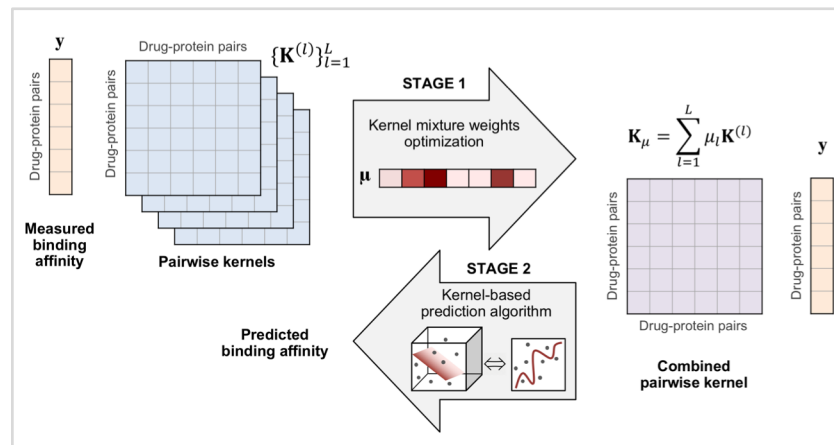 y
Drug-protein pairs
Measured
binding
affinity
Drug-protein pairs
Drug-protein pairs
{K^(l)}_{l=1}^L
Pairwise kernels
STAGE 1
Kernel mixture weights
optimization
μ
K_μ = ∑_{l=1}^L μ_l K^(l)
y
Drug-protein pairs
Drug-protein pairs
Drug-protein pairs
Combined
pairwise kernel
STAGE 2
Kernel-based
prediction algorithm
⇔
Predicted
binding affinity